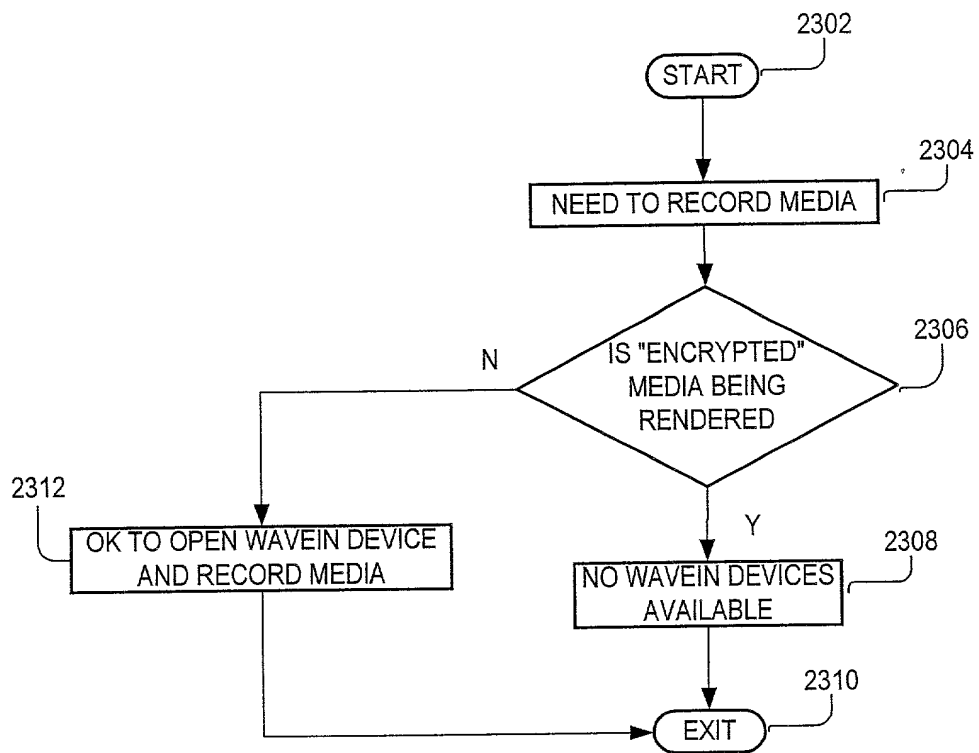 2302
START
2304
NEED TO RECORD MEDIA
2306
IS "ENCRYPTED"
MEDIA BEING
RENDERED
N
2312
OK TO OPEN WAVEIN DEVICE
AND RECORD MEDIA
Y
2308
NO WAVEIN DEVICES
AVAILABLE
2310
EXIT